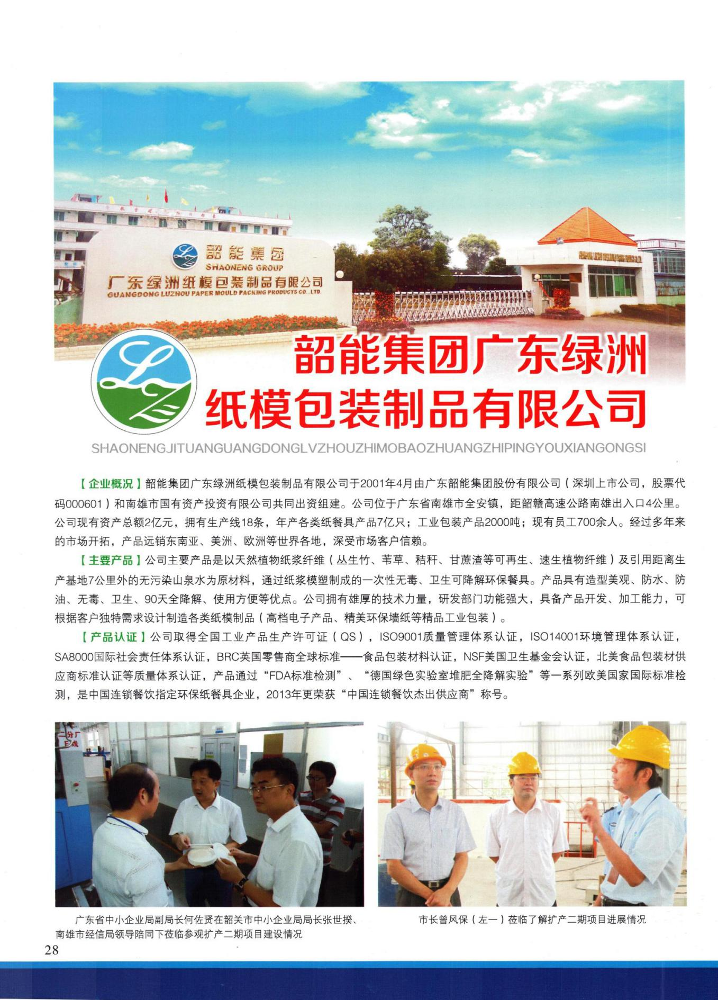 韶能集团
SHAONENG GROUP
广东绿洲纸模包装制品有限公司
GUANGDONG LUZHOU PAPER MOULD PACKING PRODUCTS CO.,LTD.
韶能集团广东绿洲
纸模包装制品有限公司
SHAONENGJITUANGUANGDONGLVZHOUZHIMOBAOZHUANGZHIPINGYOUXIANGONGSI
【企业概况】韶能集团广东绿洲纸模包装制品有限公司于2001年4月由广东韶能集团股份有限公司（深圳上市公司，股票代
码000601）和南雄市国有资产投资有限公司共同出资组建。公司位于广东省南雄市全安镇，距韶赣高速公路南雄出入口4公里。
公司现有资产总额2亿元，拥有生产线18条，年产各类纸餐具产品7亿只；工业包装产品2000吨；现有员工700余人。经过多年来
的市场开拓，产品远销东南亚、美洲、欧洲等世界各地，深受市场客户信赖。
【主要产品】公司主要产品是以天然植物纸浆纤维（丛生竹、苇草、秸秆、甘蔗渣等可再生、速生植物纤维）及引用距离生
产基地7公里外的无污染山泉水为原材料，通过纸浆模塑制成的一次性无毒、卫生可降解环保餐具。产品具有造型美观、防水、防
油、无毒、卫生、90天全降解、使用方便等优点。公司拥有雄厚的技术力量，研发部门功能强大，具备产品开发、加工能力，可
根据客户独特需求设计制造各类纸模制品（高档电子产品、精美环保墙纸等精品工业包装）。
【产品认证】公司取得全国工业产品生产许可证（QS），ISO9001质量管理体系认证，ISO14001环境管理体系认证，
SA8000国际社会责任体系认证，BRC英国零售商全球标准——食品包装材料认证，NSF美国卫生基金会认证，北美食品包装材供
应商标准认证等质量体系认证，产品通过“FDA标准检测”、“德国绿色实验室堆肥全降解实验”等一系列欧美国家国际标准检
测，是中国连锁餐饮指定环保纸餐具企业，2013年更荣获“中国连锁餐饮杰出供应商”称号。
二分厂
广东省中小企业局副局长何佐贤在韶关市中小企业局局长张世揆、
南雄市经信局领导陪同下莅临参观扩产二期项目建设情况
市长曾风保（左一）莅临了解扩产二期项目进展情况
28